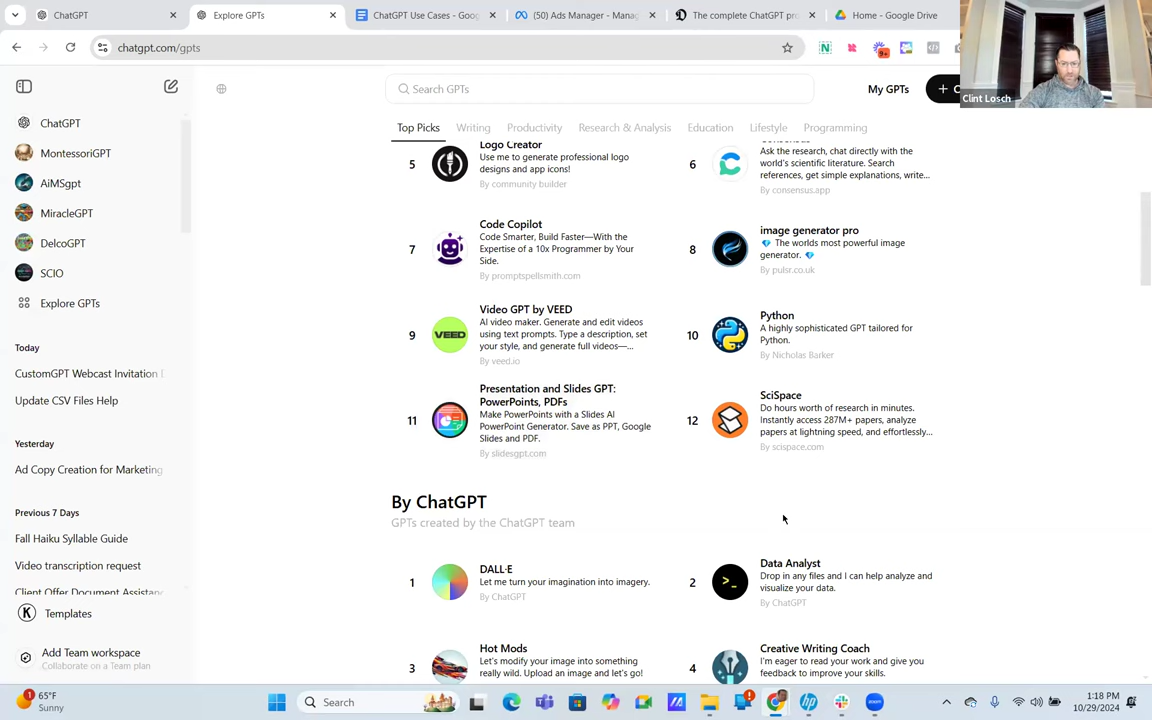 ChatGPT
Explore GPTs
ChatGPT Use Cases - Goog
(50) Ads Manager - Manag
The complete ChatGPT pro
Home - Google Drive
chatgpt.com/gpts
9+
Clint Losch
Search GPTs
My GPTs
+ C
ChatGPT
MontessoriGPT
AiMSgpt
MiracleGPT
DelcoGPT
SCIO
Explore GPTs
Today
CustomGPT Webcast Invitation
Update CSV Files Help
Yesterday
Ad Copy Creation for Marketing
Previous 7 Days
Fall Haiku Syllable Guide
Video transcription request
Client Offer Document Assistanc
K
Templates
Add Team workspace
Collaborate on a Team plan
Top Picks
Writing
Productivity
Research & Analysis
Education
Lifestyle
Programming
5
Logo Creator
Use me to generate professional logo
designs and app icons!
By community builder
6
Consensus
Ask the research, chat directly with the
world's scientific literature. Search
references, get simple explanations, write...
By consensus.app
7
Code Copilot
Code Smarter, Build Faster—With the
Expertise of a 10x Programmer by Your
Side.
By promptspellsmith.com
8
image generator pro
💎 The worlds most powerful image
generator. 💎
By pulsr.co.uk
9
VEED
Video GPT by VEED
AI video maker. Generate and edit videos
using text prompts. Type a description, set
your style, and generate full videos—...
By veed.io
10
Python
A highly sophisticated GPT tailored for
Python.
By Nicholas Barker
11
Presentation and Slides GPT:
PowerPoints, PDFs
Make PowerPoints with a Slides AI
PowerPoint Generator. Save as PPT, Google
Slides and PDF.
By slidesgpt.com
12
SciSpace
Do hours worth of research in minutes.
Instantly access 287M+ papers, analyze
papers at lightning speed, and effortlessly...
By scispace.com
By ChatGPT
GPTs created by the ChatGPT team
1
DALL·E
Let me turn your imagination into imagery.
By ChatGPT
2
Data Analyst
Drop in any files and I can help analyze and
visualize your data.
By ChatGPT
3
Hot Mods
Let's modify your image into something
really wild. Upload an image and let's go!
4
Creative Writing Coach
I'm eager to read your work and give you
feedback to improve your skills.
1
65°F
Sunny
Search
1:18 PM
10/29/2024